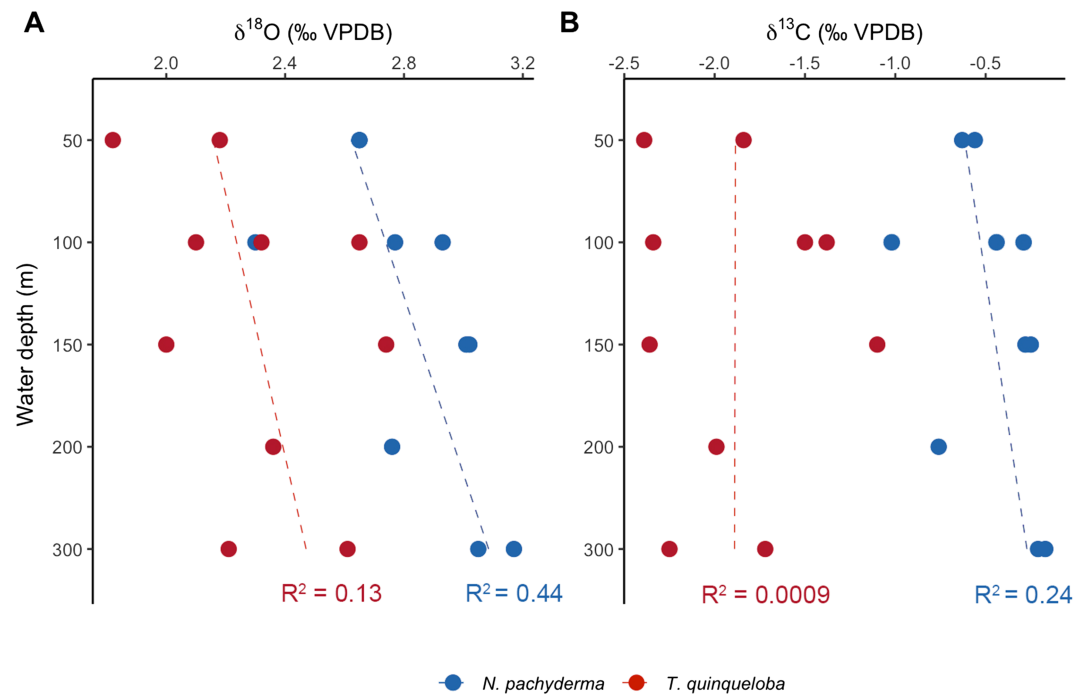 A
δ¹⁸O (‰ VPDB)
2.0 2.4 2.8 3.2
Water depth (m)
50
100
150
200
300
R² = 0.13
R² = 0.44
B
δ¹³C (‰ VPDB)
-2.5 -2.0 -1.5 -1.0 -0.5
50
100
150
200
300
R² = 0.0009
R² = 0.24
N. pachyderma T. quinqueloba